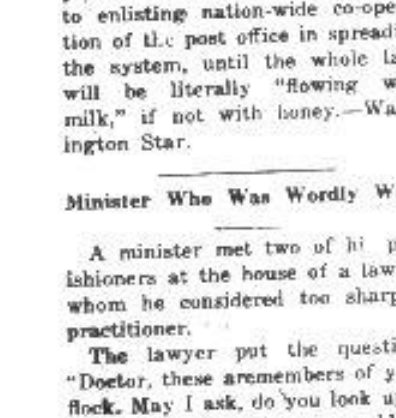 to enlisting nation-wide co-ope
tion of the post office in spreadi
the system, until the whole la
will be literally "flowing w
milk," if not with honey.—Wa
ington Star.
Minister Who Was Wordly W
A minister met two of hi p
ishioners at the house of a law
whom he considered too sharp
practitioner.
The lawyer put the questi
"Doctor, these aremembers of y
flock. May I ask, do you look u